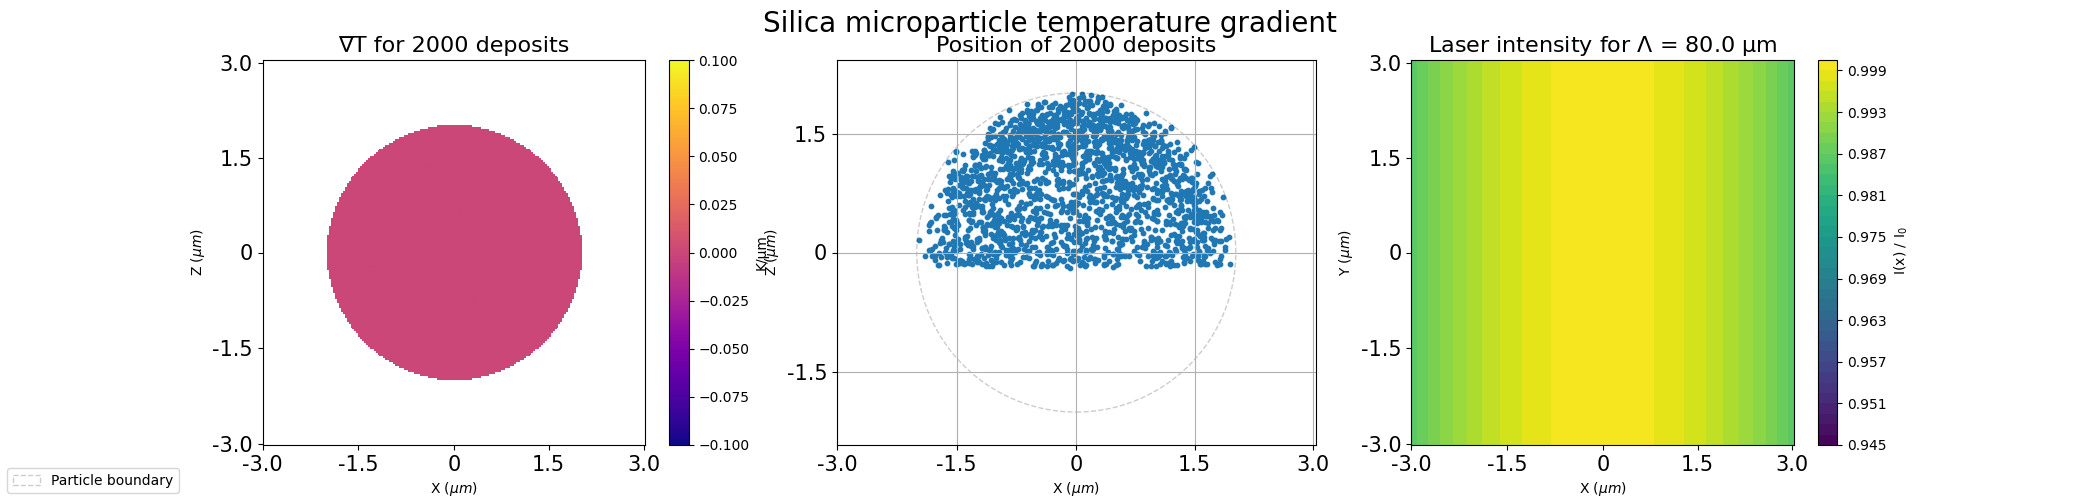 Silica microparticle temperature gradient
∇T for 2000 deposits
3.0
1.5
0
-1.5
-3.0
Z (μm)
-3.0 -1.5 0 1.5 3.0
X (μm)
0.100
0.075
0.050
0.025
0.000
−0.025
−0.050
−0.075
−0.100
K/μm
Position of 2000 deposits
1.5
0
-1.5
Z (μm)
-3.0 -1.5 0 1.5 3.0
X (μm)
Laser intensity for Λ = 80.0 μm
3.0
1.5
0
-1.5
-3.0
Y (μm)
-3.0 -1.5 0 1.5 3.0
X (μm)
0.999
0.993
0.987
0.981
0.975
0.969
0.963
0.957
0.951
0.945
I(x) / I₀
Particle boundary